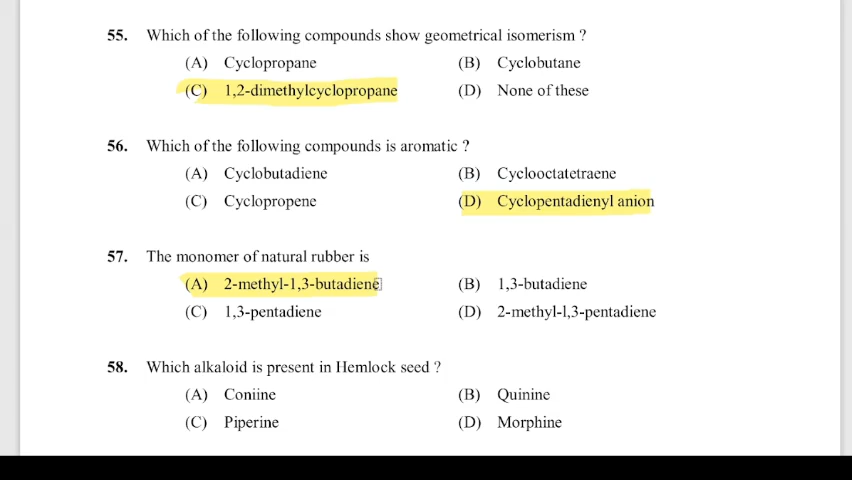 55. Which of the following compounds show geometrical isomerism ?
(A) Cyclopropane (B) Cyclobutane
(C) 1,2-dimethylcyclopropane (D) None of these
56. Which of the following compounds is aromatic ?
(A) Cyclobutadiene (B) Cyclooctatetraene
(C) Cyclopropene (D) Cyclopentadienyl anion
57. The monomer of natural rubber is
(A) 2-methyl-1,3-butadiene (B) 1,3-butadiene
(C) 1,3-pentadiene (D) 2-methyl-l,3-pentadiene
58. Which alkaloid is present in Hemlock seed ?
(A) Coniine (B) Quinine
(C) Piperine (D) Morphine